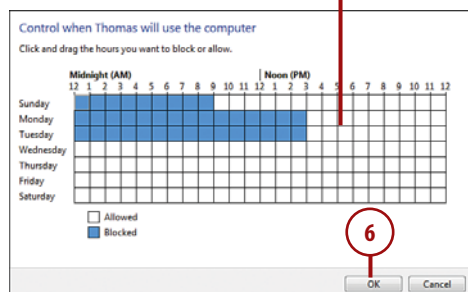 Control when Thomas will use the computer
Click and drag the hours you want to block or allow.
Midnight (AM) Noon (PM)
12 1 2 3 4 5 6 7 8 9 10 11 12 1 2 3 4 5 6 7 8 9 10 11 12
Sunday
Monday
Tuesday
Wednesday
Thursday
Friday
Saturday
Allowed
Blocked
6
OK Cancel